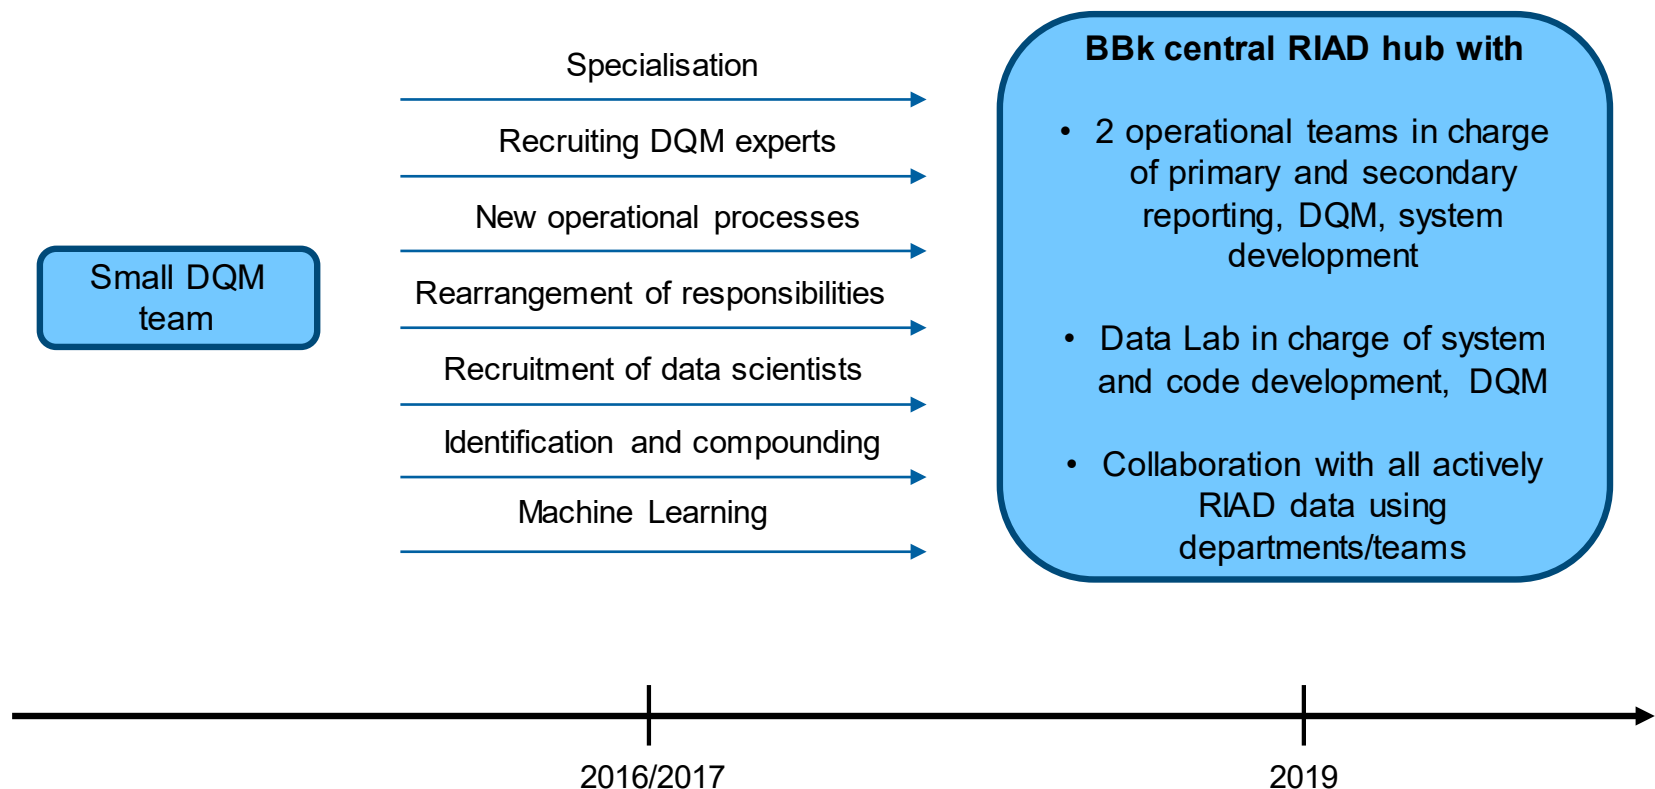 Small DQM
team
Specialisation
Recruiting DQM experts
New operational processes
Rearrangement of responsibilities
Recruitment of data scientists
Identification and compounding
Machine Learning
BBk central RIAD hub with
• 2 operational teams in charge
of primary and secondary
reporting, DQM, system
development
• Data Lab in charge of system
and code development, DQM
• Collaboration with all actively
RIAD data using
departments/teams
2016/2017
2019